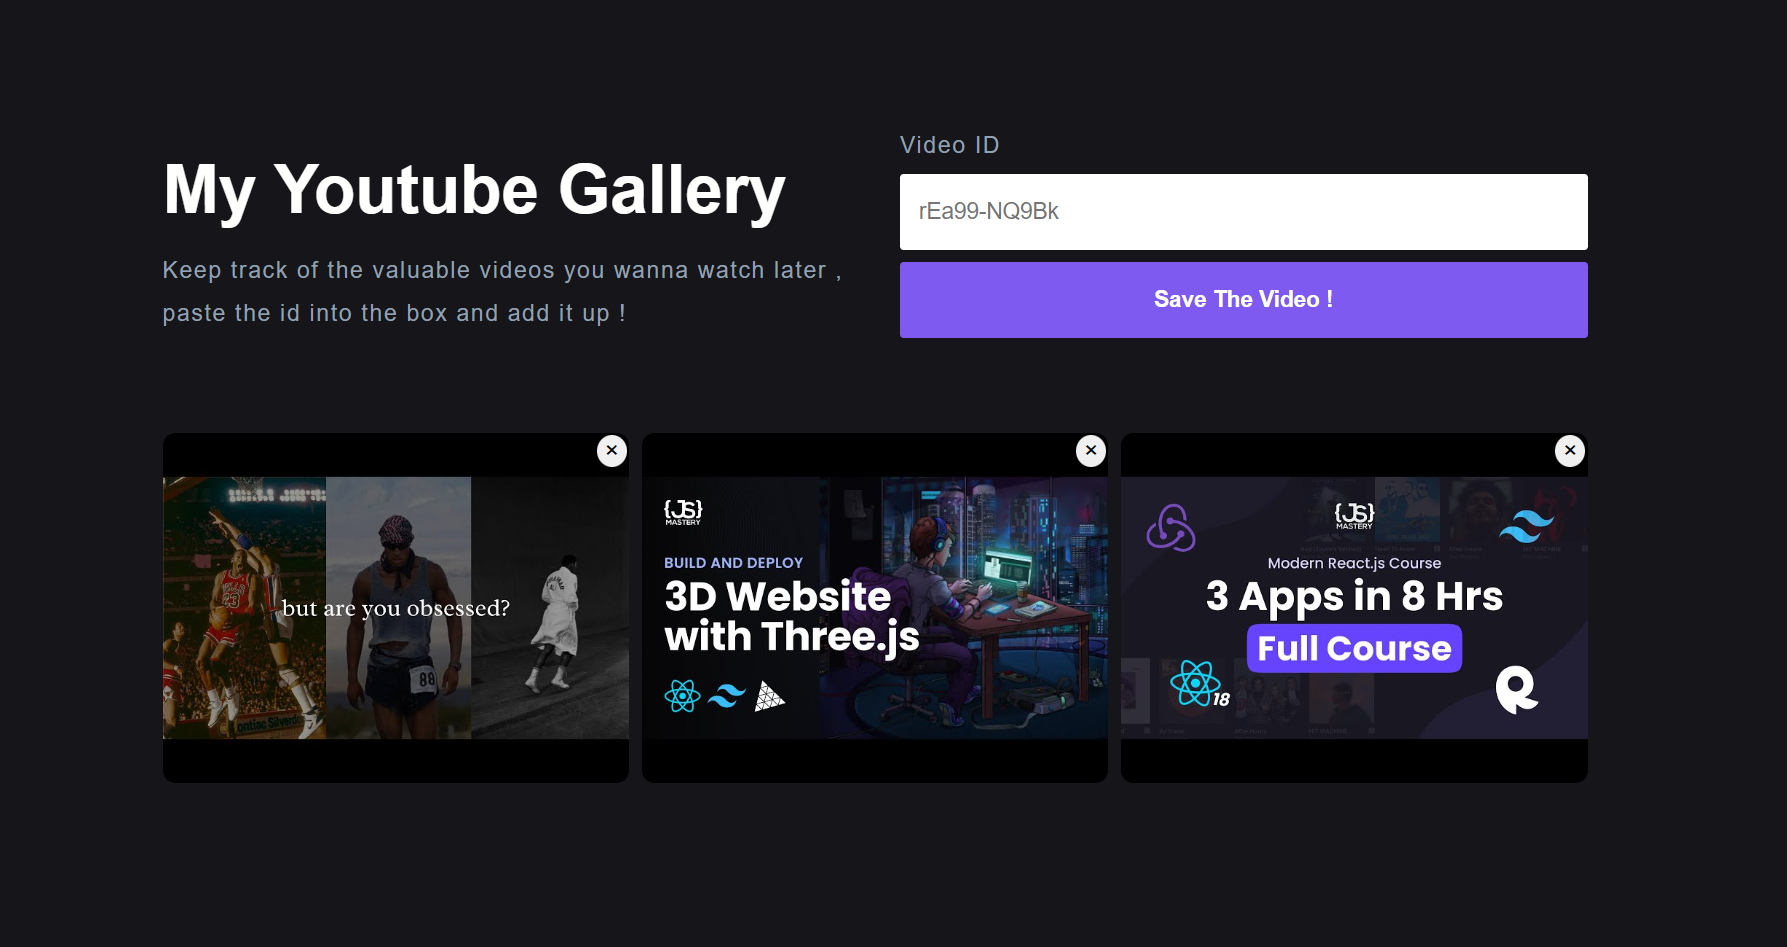 My Youtube Gallery
Keep track of the valuable videos you wanna watch later ,
paste the id into the box and add it up !
Video ID
rEa99-NQ9Bk
Save The Video !
✕
23
88
Pontiac Silverdo
but are you obsessed?
✕
{JS}
MASTERY
BUILD AND DEPLOY
3D Website
with Three.js
✕
{JS}
MASTERY
Modern React.js Course
3 Apps in 8 Hrs
Full Course
18